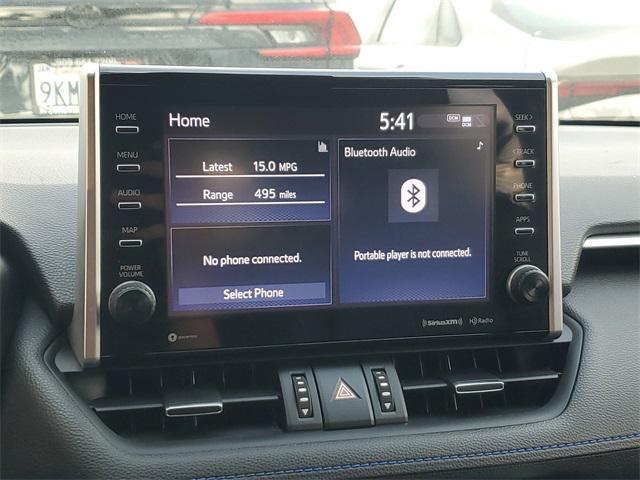 9KM
HOME
MENU
AUDIO
MAP
POWER
VOLUME
Home
5:41
DCM
DCM
Latest 15.0 MPG
Range 495 miles
No phone connected.
Select Phone
Bluetooth Audio
Portable player is not connected.
SEEK>
<TRACK
PHONE
APPS
TUNE
SCROLL
((SiriusXM))
HD Radio